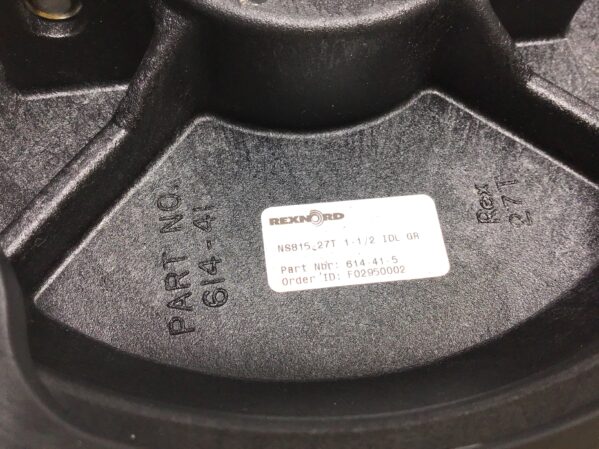 PART NO.
614-41
REXNORD
NS815_27T 1-1/2 IDL GR
Part Nbr: 614-41-5
Order ID: F02950002
Rex
27T